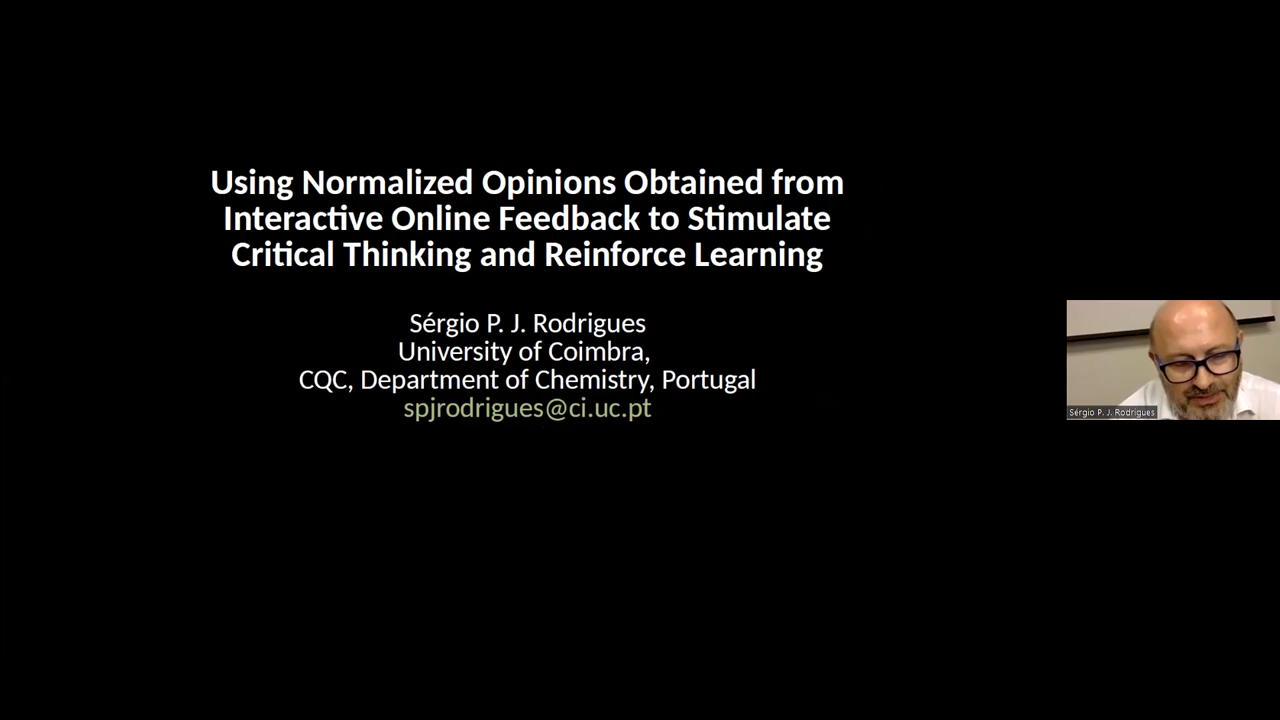 Using Normalized Opinions Obtained from
Interactive Online Feedback to Stimulate
Critical Thinking and Reinforce Learning
Sérgio P. J. Rodrigues
University of Coimbra,
CQC, Department of Chemistry, Portugal
spjrodrigues@ci.uc.pt
Sérgio P. J. Rodrigues